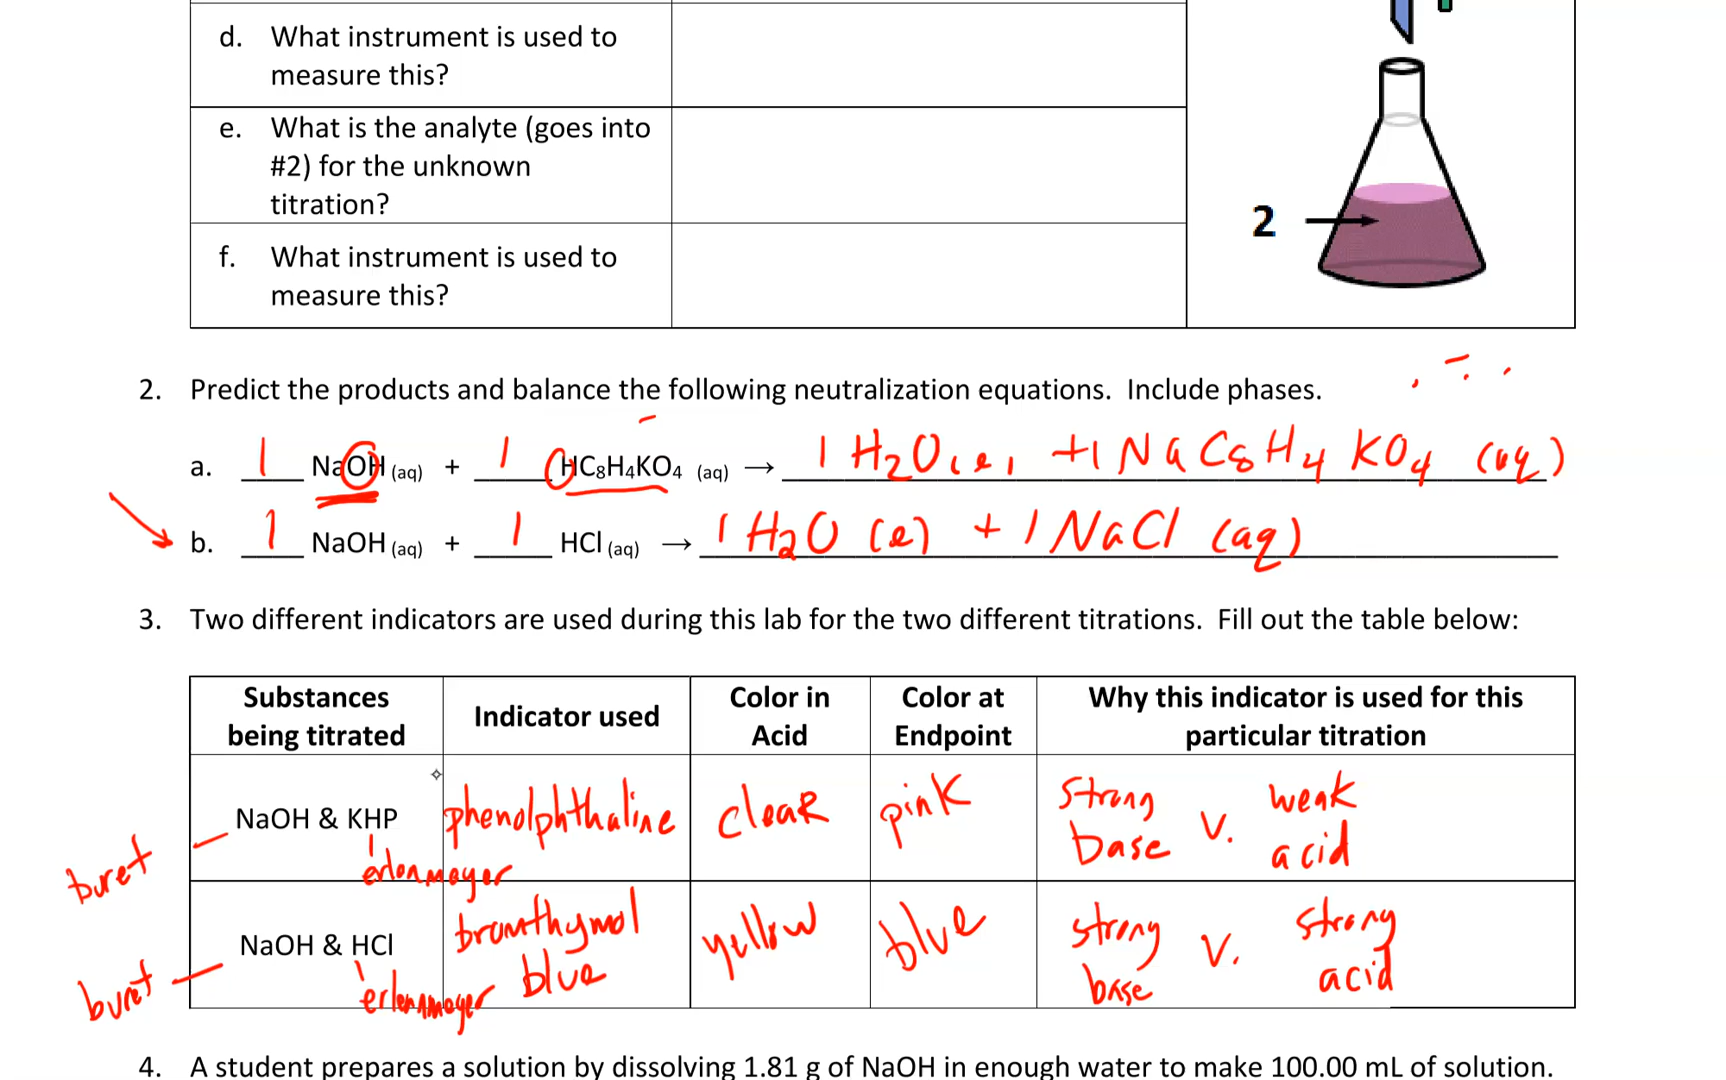 d. What instrument is used to
measure this?
e. What is the analyte (goes into
#2) for the unknown
titration?
f. What instrument is used to
measure this?
2
2. Predict the products and balance the following neutralization equations. Include phases.
a. 1 NaOH (aq) + 1 HC₈H₄KO₄ (aq) → 1 H₂O(l) + 1 NaC₈H₄KO₄ (aq)
b. 1 NaOH (aq) + 1 HCl (aq) → 1 H₂O (l) + 1 NaCl (aq)
3. Two different indicators are used during this lab for the two different titrations. Fill out the table below:
Substances being titrated
Indicator used
Color in Acid
Color at Endpoint
Why this indicator is used for this particular titration
buret
NaOH & KHP
erlenmeyer
phenolphthaline
clear
pink
strong base v. weak acid
buret
NaOH & HCl
erlenmeyer
bromthymol blue
yellow
blue
strong base v. strong acid
4. A student prepares a solution by dissolving 1.81 g of NaOH in enough water to make 100.00 mL of solution.